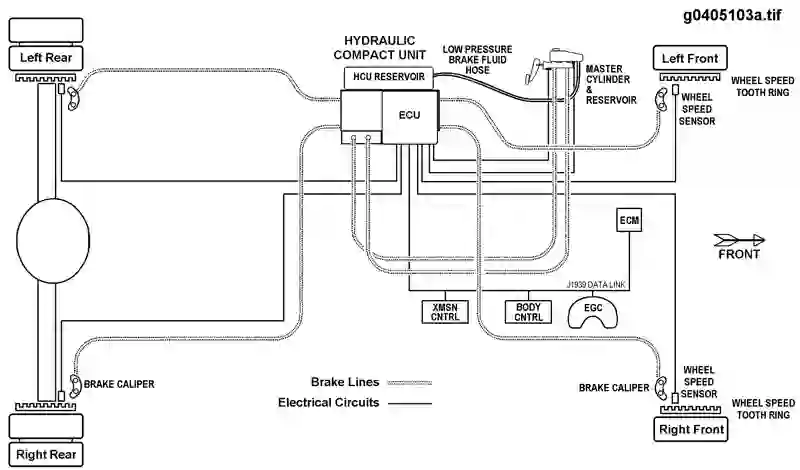 g0405103a.tif
HYDRAULIC
COMPACT UNIT
Left Rear
HCU RESERVOIR
LOW PRESSURE
BRAKE FLUID
HOSE
MASTER
CYLINDER
&
RESERVOIR
Left Front
WHEEL SPEED
TOOTH RING
WHEEL
SPEED
SENSOR
ECU
ECM
FRONT
J1939 DATA LINK
XMSN
CNTRL
BODY
CNTRL
EGC
BRAKE CALIPER
Brake Lines
Electrical Circuits
BRAKE CALIPER
WHEEL
SPEED
SENSOR
WHEEL SPEED
TOOTH RING
Right Rear
Right Front